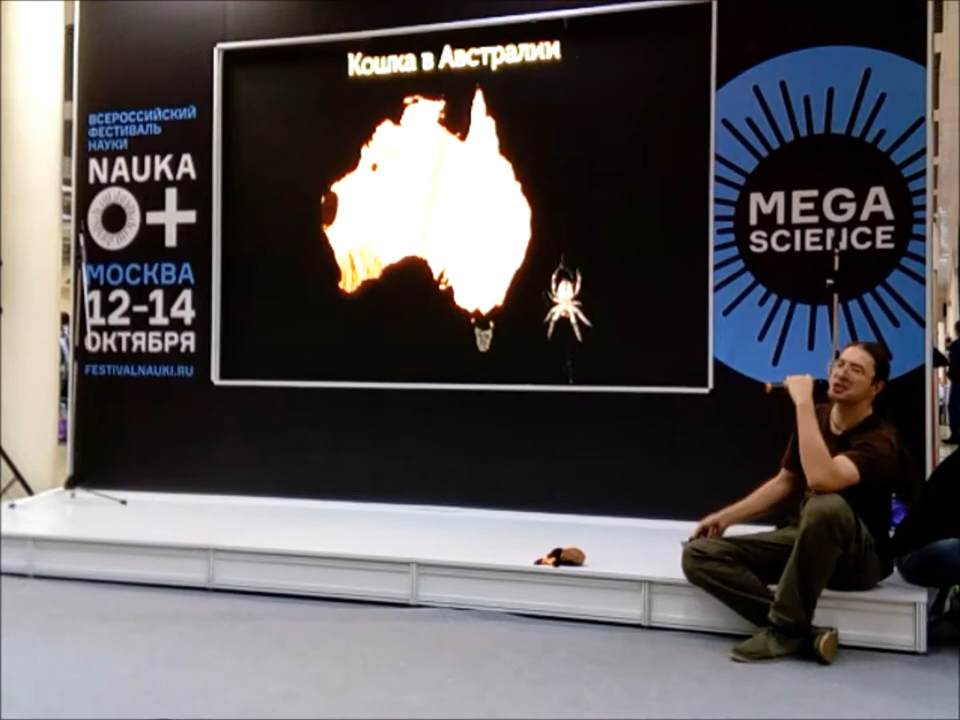 Кошка в Австралии
ВСЕРОССИЙСКИЙ
ФЕСТИВАЛЬ
НАУКИ
NAUKA
0+
МОСКВА
12–14
ОКТЯБРЯ
FESTIVALNAUKI.RU
MEGA
SCIENCE